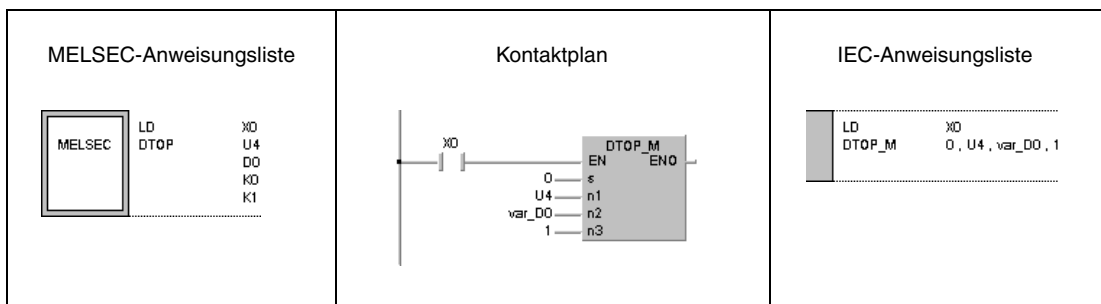 MELSEC-Anweisungsliste
MELSEC
LD X0
DTOP U4
D0
K0
K1
Kontaktplan
X0
DTOP_M
EN ENO
0 s
U4 n1
var_D0 n2
1 n3
IEC-Anweisungsliste
LD X0
DTOP_M 0 , U4 , var_D0 , 1